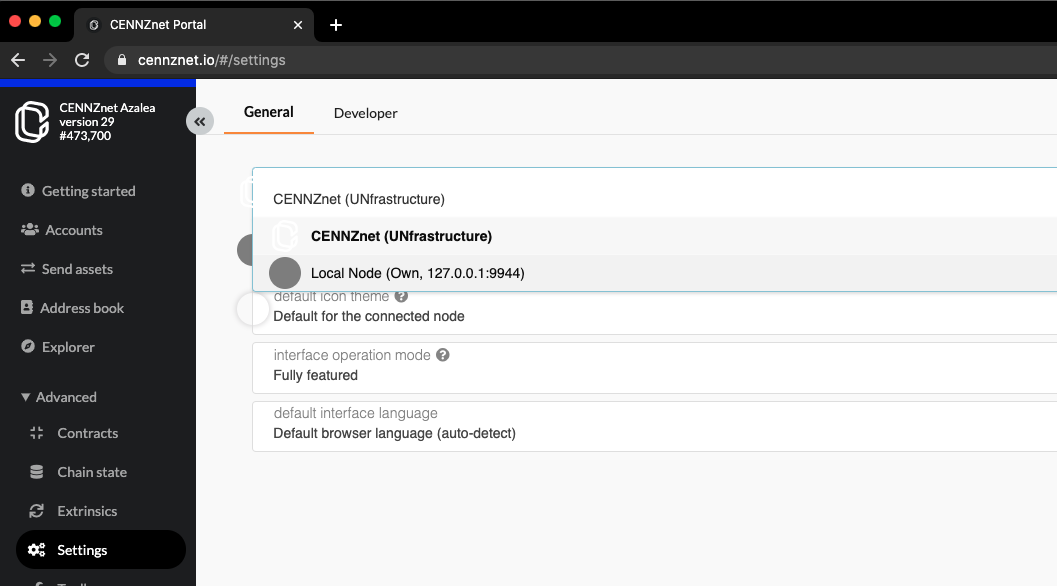 CENNZnet Portal
cennznet.io/#/settings
CENNZnet Azalea
version 29
#473,700
Getting started
Accounts
Send assets
Address book
Explorer
Advanced
Contracts
Chain state
Extrinsics
Settings
General
Developer
CENNZnet (UNfrastructure)
CENNZnet (UNfrastructure)
Local Node (Own, 127.0.0.1:9944)
default icon theme
Default for the connected node
interface operation mode
Fully featured
default interface language
Default browser language (auto-detect)